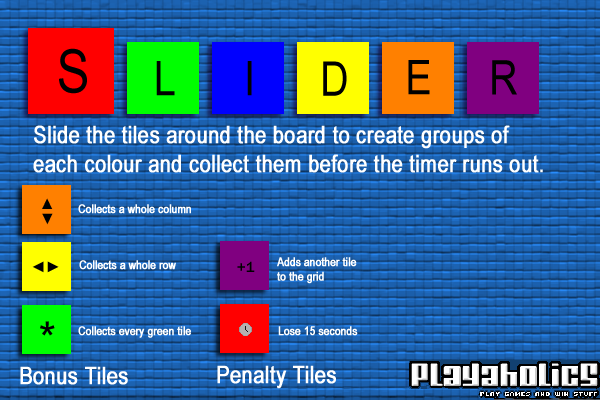 SLIDER
Slide the tiles around the board to create groups of
each colour and collect them before the timer runs out.
Collects a whole column
Collects a whole row
+1
Adds another tile
to the grid
*
Collects every green tile
Lose 15 seconds
Bonus Tiles
Penalty Tiles
Playaholics
PLAY GAMES AND WIN STUFF